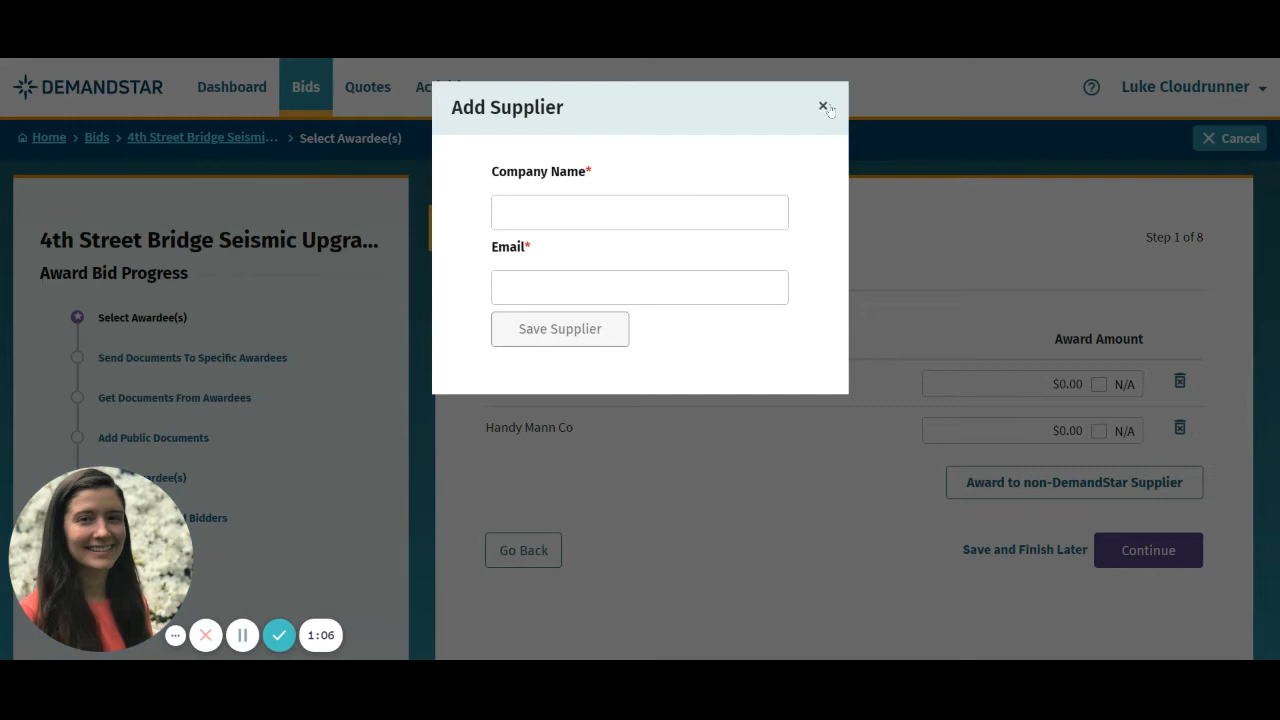 DEMANDSTAR
Dashboard
Bids
Quotes
Luke Cloudrunner
Home
Bids
4th Street Bridge Seismi...
Select Awardee(s)
Cancel
Add Supplier
Company Name*
Email*
Save Supplier
4th Street Bridge Seismic Upgra...
Award Bid Progress
Select Awardee(s)
Send Documents To Specific Awardees
Get Documents From Awardees
Add Public Documents
Step 1 of 8
Award Amount
$0.00 N/A
Handy Mann Co
$0.00 N/A
Award to non-DemandStar Supplier
Go Back
Save and Finish Later
Continue
1:06